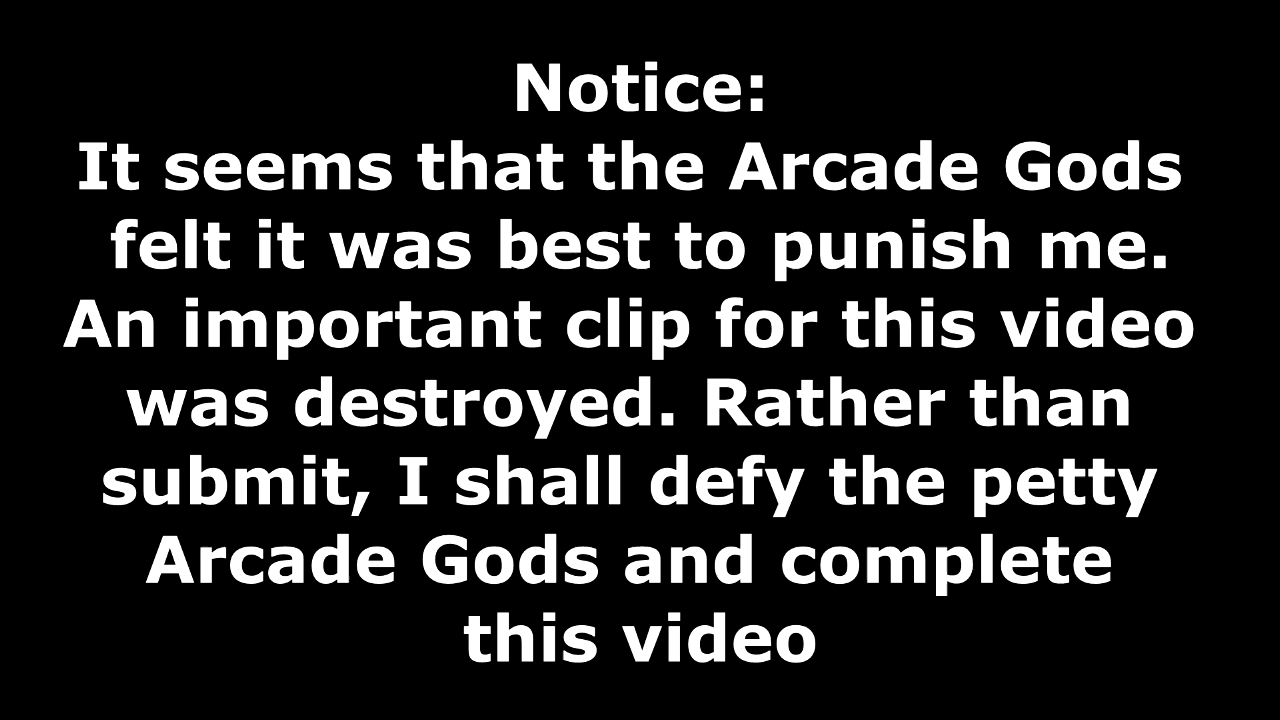 Notice:
It seems that the Arcade Gods
felt it was best to punish me.
An important clip for this video
was destroyed. Rather than
submit, I shall defy the petty
Arcade Gods and complete
this video